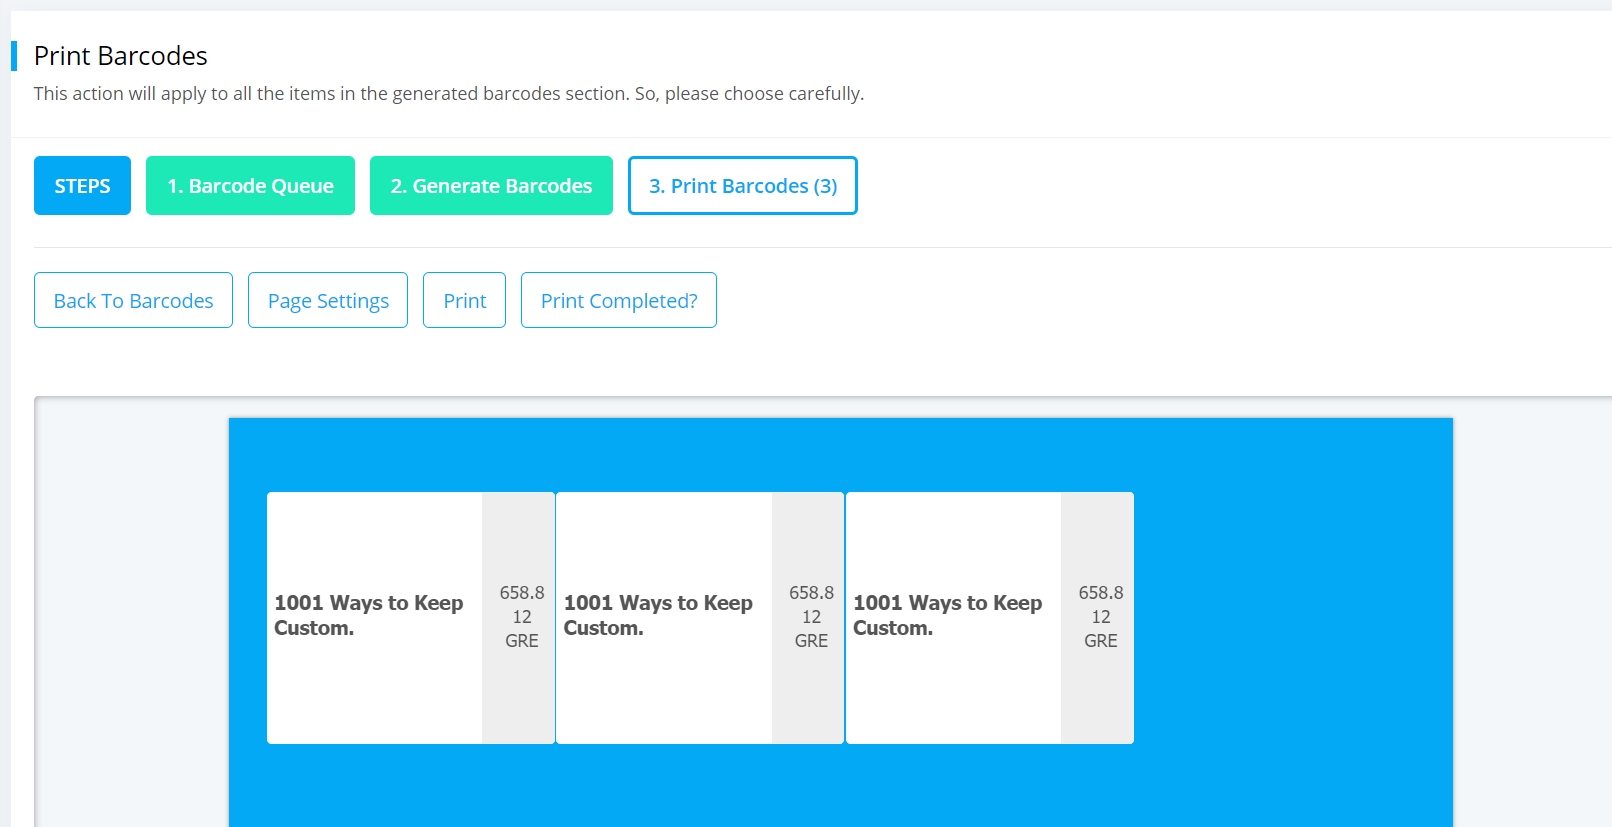 Print Barcodes
This action will apply to all the items in the generated barcodes section. So, please choose carefully.
STEPS
1. Barcode Queue
2. Generate Barcodes
3. Print Barcodes (3)
Back To Barcodes
Page Settings
Print
Print Completed?
1001 Ways to Keep
Custom.
658.8
12
GRE
1001 Ways to Keep
Custom.
658.8
12
GRE
1001 Ways to Keep
Custom.
658.8
12
GRE